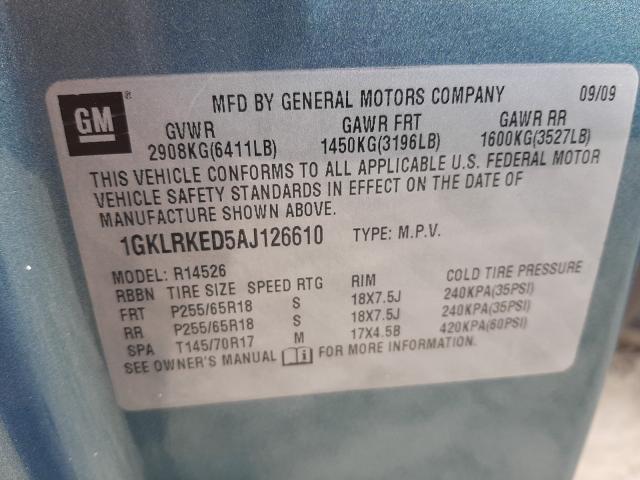 GM ®
MFD BY GENERAL MOTORS COMPANY 09/09
GVWR GAWR FRT GAWR RR
2908KG(6411LB) 1450KG(3196LB) 1600KG(3527LB)
THIS VEHICLE CONFORMS TO ALL APPLICABLE U.S. FEDERAL MOTOR
VEHICLE SAFETY STANDARDS IN EFFECT ON THE DATE OF
MANUFACTURE SHOWN ABOVE.
1GKLRKED5AJ126610 TYPE: M.P.V.
MODEL: R14526
RBBN TIRE SIZE SPEED RTG RIM COLD TIRE PRESSURE
FRT P255/65R18 S 18X7.5J 240KPA(35PSI)
RR P255/65R18 S 18X7.5J 240KPA(35PSI)
SPA T145/70R17 M 17X4.5B 420KPA(60PSI)
SEE OWNER'S MANUAL i FOR MORE INFORMATION.